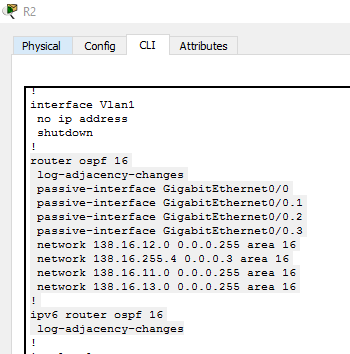 R2
Physical Config CLI Attributes
!
interface Vlan1
no ip address
shutdown
!
router ospf 16
log-adjacency-changes
passive-interface GigabitEthernet0/0
passive-interface GigabitEthernet0/0.1
passive-interface GigabitEthernet0/0.2
passive-interface GigabitEthernet0/0.3
network 138.16.12.0 0.0.0.255 area 16
network 138.16.255.4 0.0.0.3 area 16
network 138.16.11.0 0.0.0.255 area 16
network 138.16.13.0 0.0.0.255 area 16
!
ipv6 router ospf 16
log-adjacency-changes
!